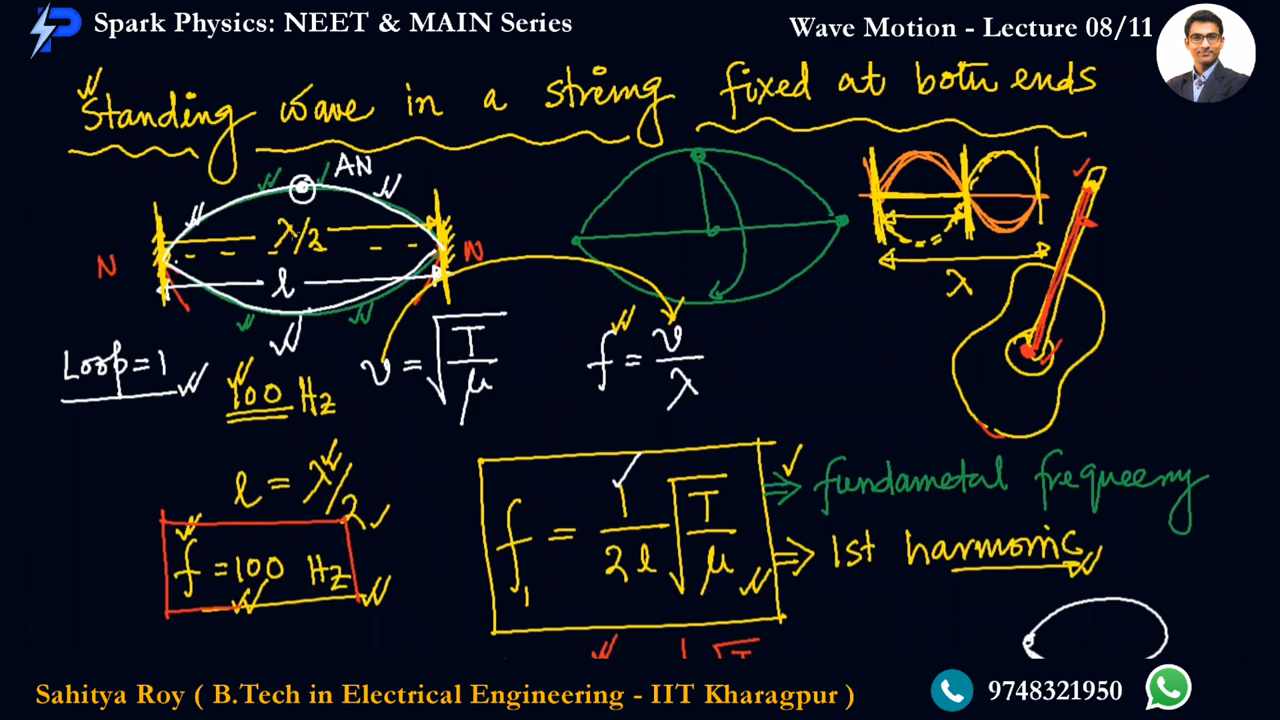 Spark Physics: NEET & MAIN Series
Wave Motion - Lecture 08/11
Standing wave in a string fixed at both ends
AN
λ/2
N
N
l
λ
Loop = 1
100 Hz
v = √T/μ
f = v/λ
l = λ/2
f = 100 Hz
f₁ = 1/2l √T/μ
⇒ fundametal frequeeny
⇒ 1st harmonic
Sahitya Roy ( B.Tech in Electrical Engineering - IIT Kharagpur )
9748321950